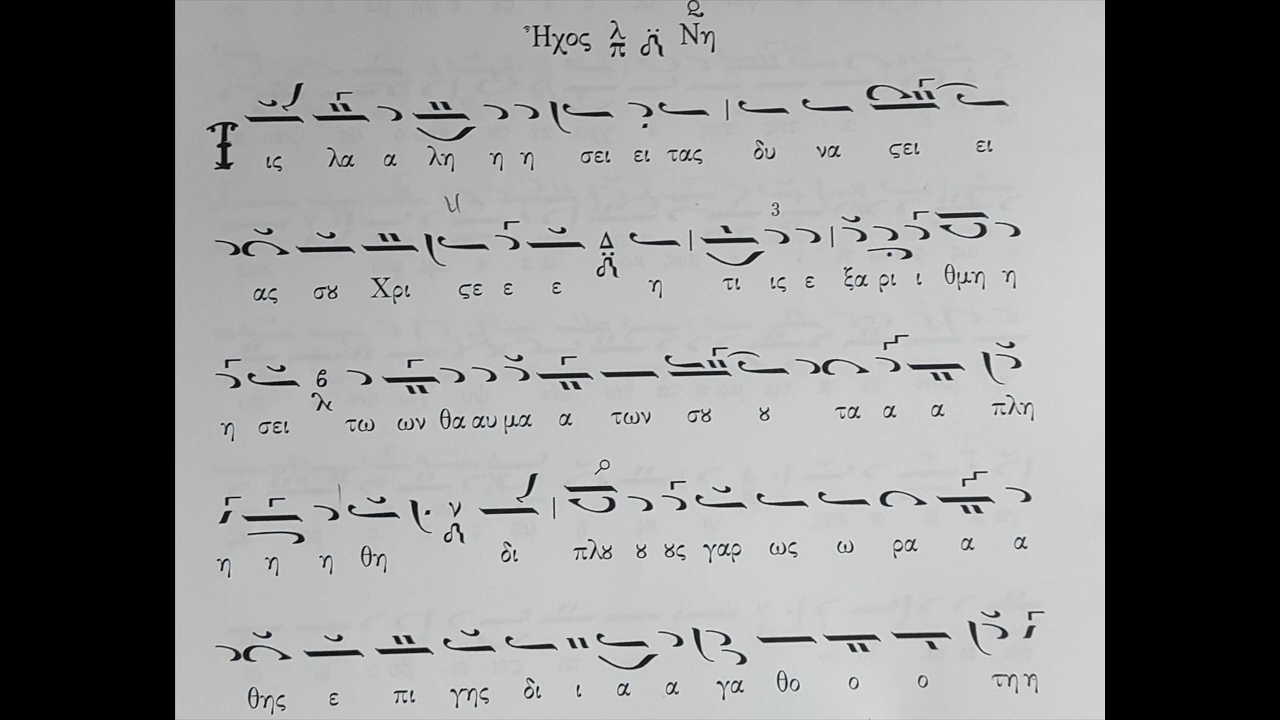 Ἦχος λ π Νη
Τις λα α λη η η σει ει τας δυ να ϛει ει
ας σȣ Χρι ϛε ε ε Δ η τι ις ε ξα ρι ι θμη η
3
η σει τω ων θα αυ μα α των σȣ ȣ τα α α πλη
η η η θη ν δι πλȣ ȣ ȣς γαρ ως ω ρα α α
θης ε πι γης δι ι α α γα θο ο ο τη η